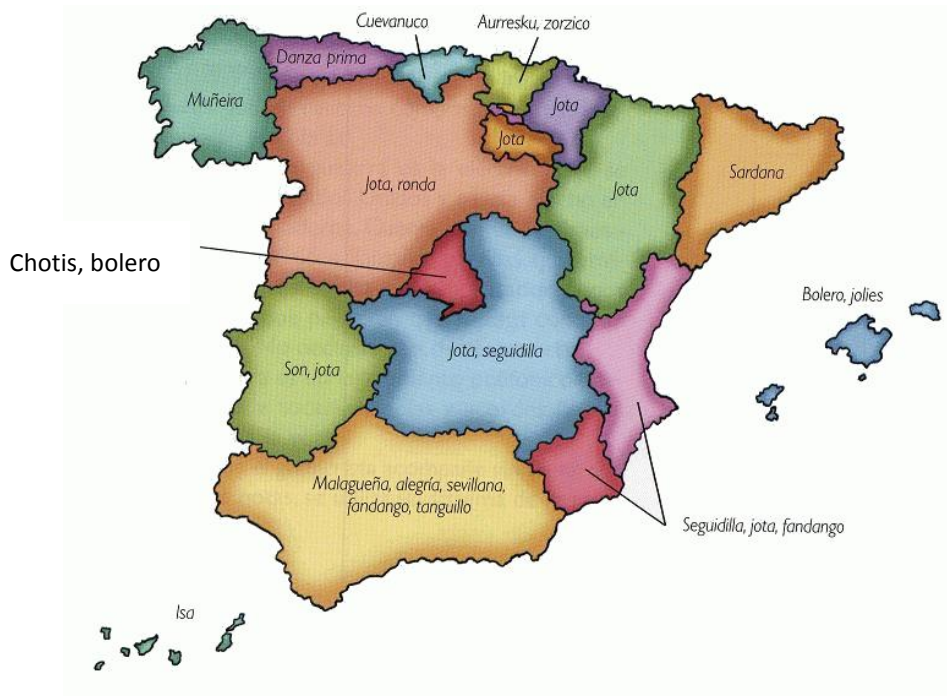 Cuevanuco
Aurresku, zorzico
Danza prima
Muñeira
Jota
Jota
Jota, ronda
Jota
Sardana
Chotis, bolero
Bolero, jolies
Jota, seguidilla
Son, jota
Malagueña, alegría, sevillana,
fandango, tanguillo
Seguidilla, jota, fandango
Isa